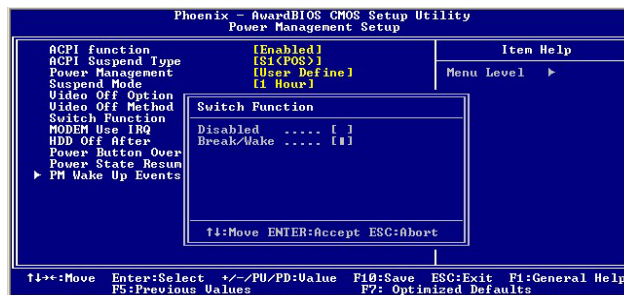 Phoenix - AwardBIOS CMOS Setup Utility
Power Management Setup
ACPI function [Enabled]
ACPI Suspend Type [S1(POS)]
Power Management [User Define]
Suspend Mode [1 Hour]
Video Off Option
Video Off Method
Switch Function
MODEM Use IRQ
HDD Off After
Power Button Over
Power State Resum
► PM Wake Up Events
Item Help
Menu Level ►
Switch Function
Disabled ..... [ ]
Break/Wake ..... [■]
↑↓:Move ENTER:Accept ESC:Abort
↑↓→←:Move Enter:Select +/-/PU/PD:Value F10:Save ESC:Exit F1:General Help
F5:Previous Values F7: Optimized Defaults